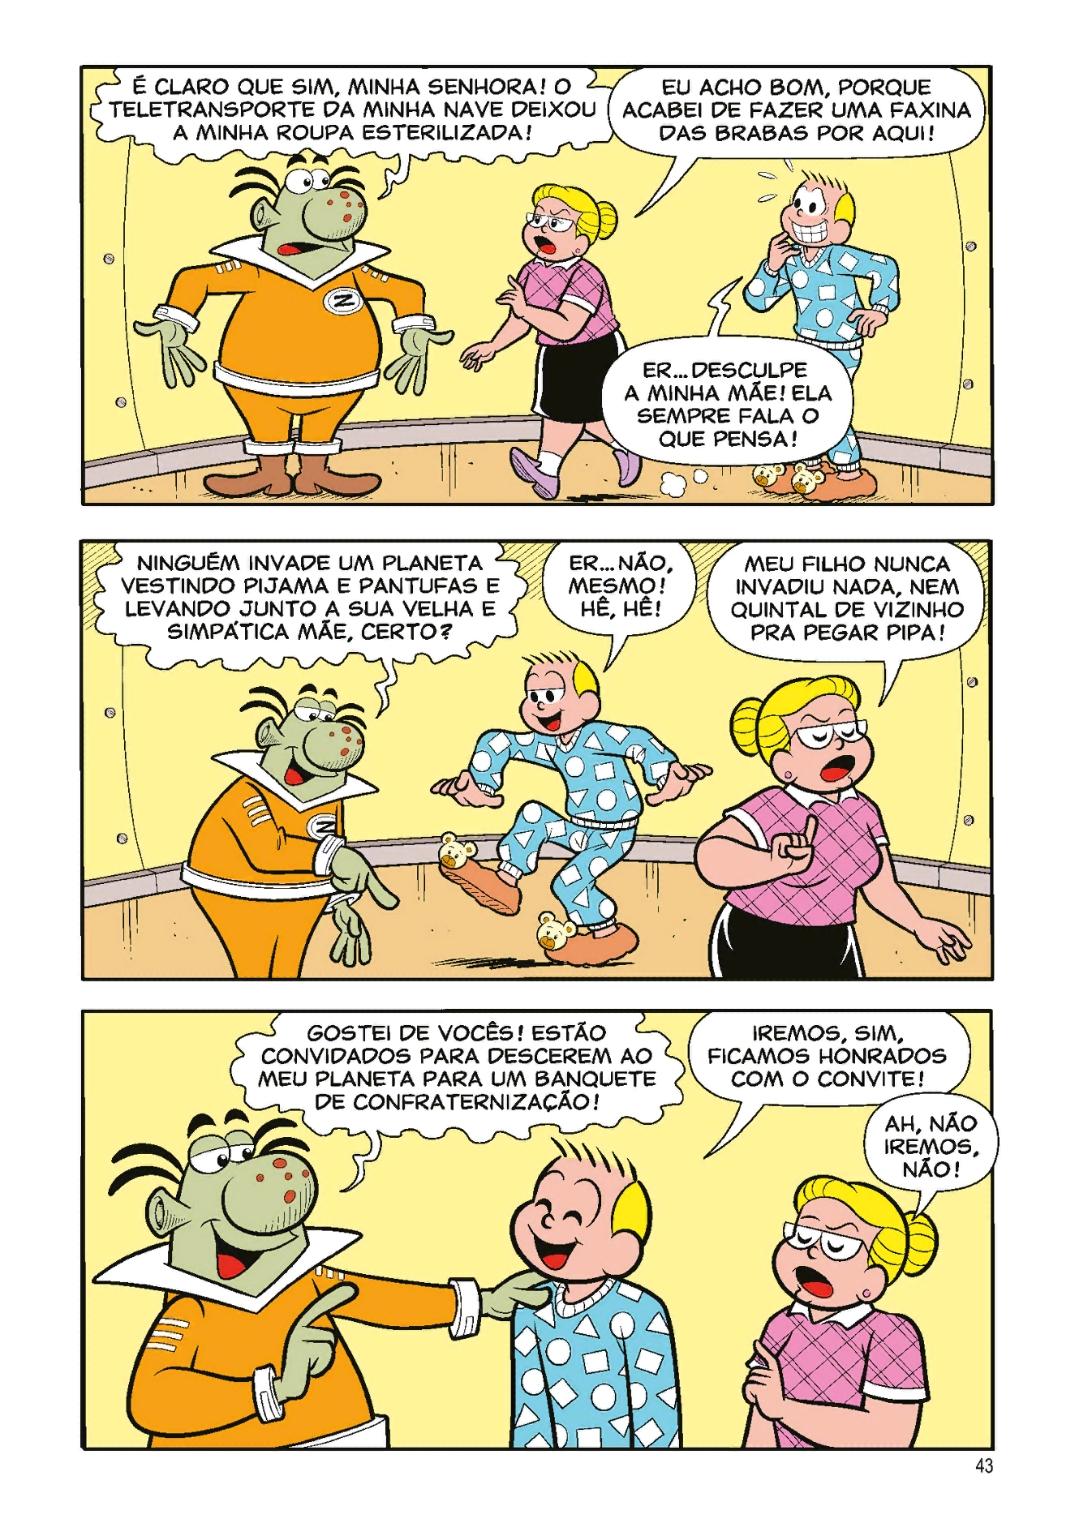 É CLARO QUE SIM, MINHA SENHORA! O
TELETRANSPORTE DA MINHA NAVE DEIXOU
A MINHA ROUPA ESTERILIZADA!
EU ACHO BOM, PORQUE
ACABEI DE FAZER UMA FAXINA
DAS BRABAS POR AQUI!
N
ER...DESCULPE
A MINHA MÃE! ELA
SEMPRE FALA O
QUE PENSA!
NINGUÉM INVADE UM PLANETA
VESTINDO PIJAMA E PANTUFAS E
LEVANDO JUNTO A SUA VELHA E
SIMPÁTICA MÃE, CERTO?
ER...NÃO,
MESMO!
HÊ, HÊ!
MEU FILHO NUNCA
INVADIU NADA, NEM
QUINTAL DE VIZINHO
PRA PEGAR PIPA!
N
GOSTEI DE VOCÊS! ESTÃO
CONVIDADOS PARA DESCEREM AO
MEU PLANETA PARA UM BANQUETE
DE CONFRATERNIZAÇÃO!
IREMOS, SIM,
FICAMOS HONRADOS
COM O CONVITE!
AH, NÃO
IREMOS,
NÃO!
43